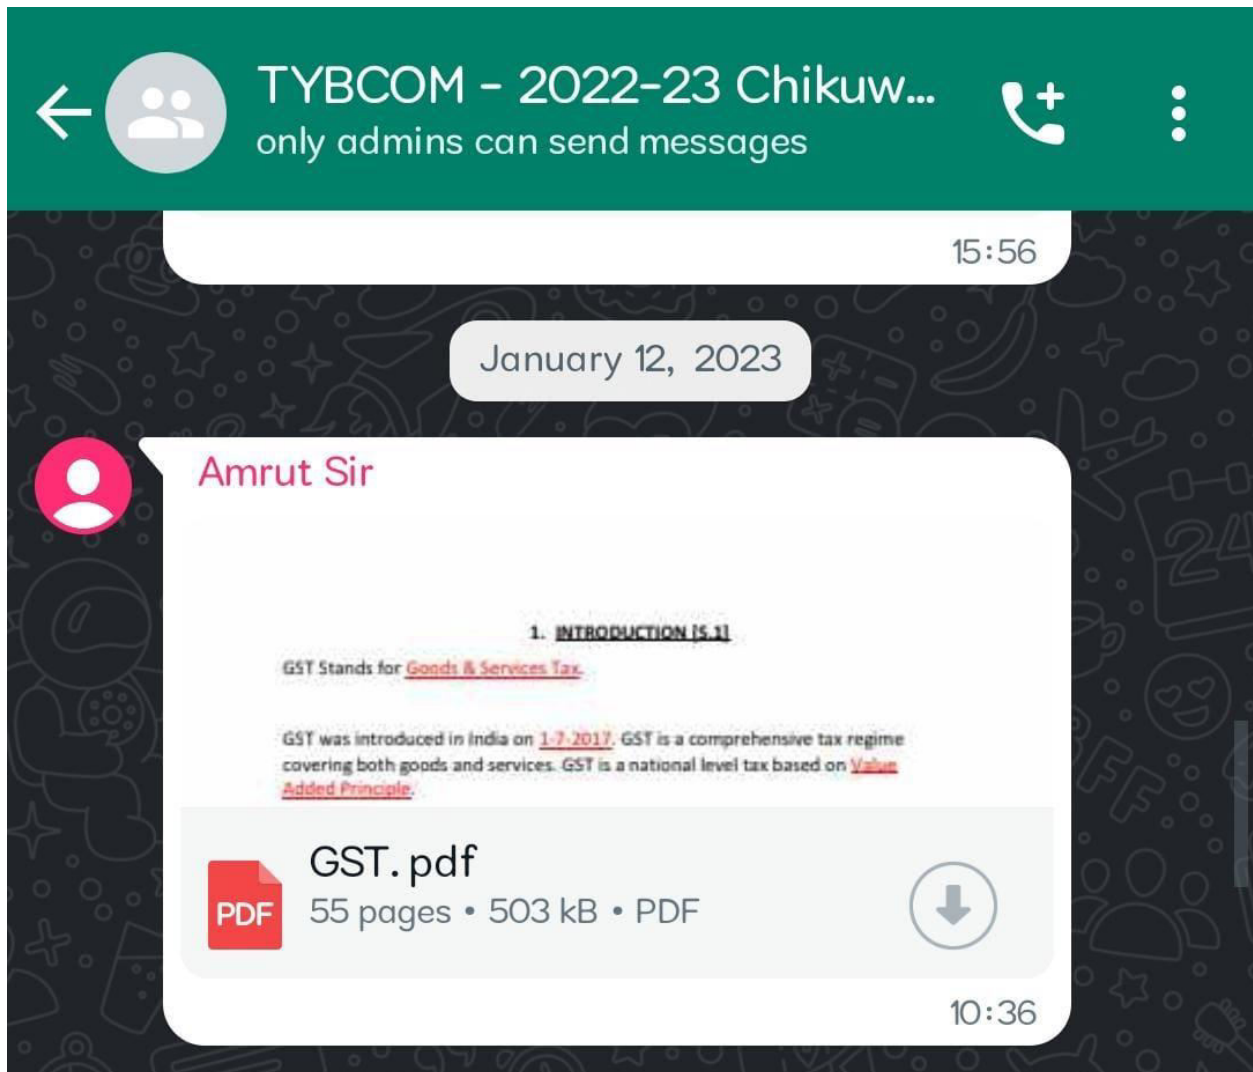 TYBCOM - 2022-23 Chikuw...
only admins can send messages
15:56
January 12, 2023
Amrut Sir
1. INTRODUCTION [S.1]
GST Stands for Goods & Services Tax.
GST was introduced in India on 1-7-2017. GST is a comprehensive tax regime
covering both goods and services. GST is a national level tax based on Value
Added Principle.
GST.pdf
PDF
55 pages • 503 kB • PDF
10:36